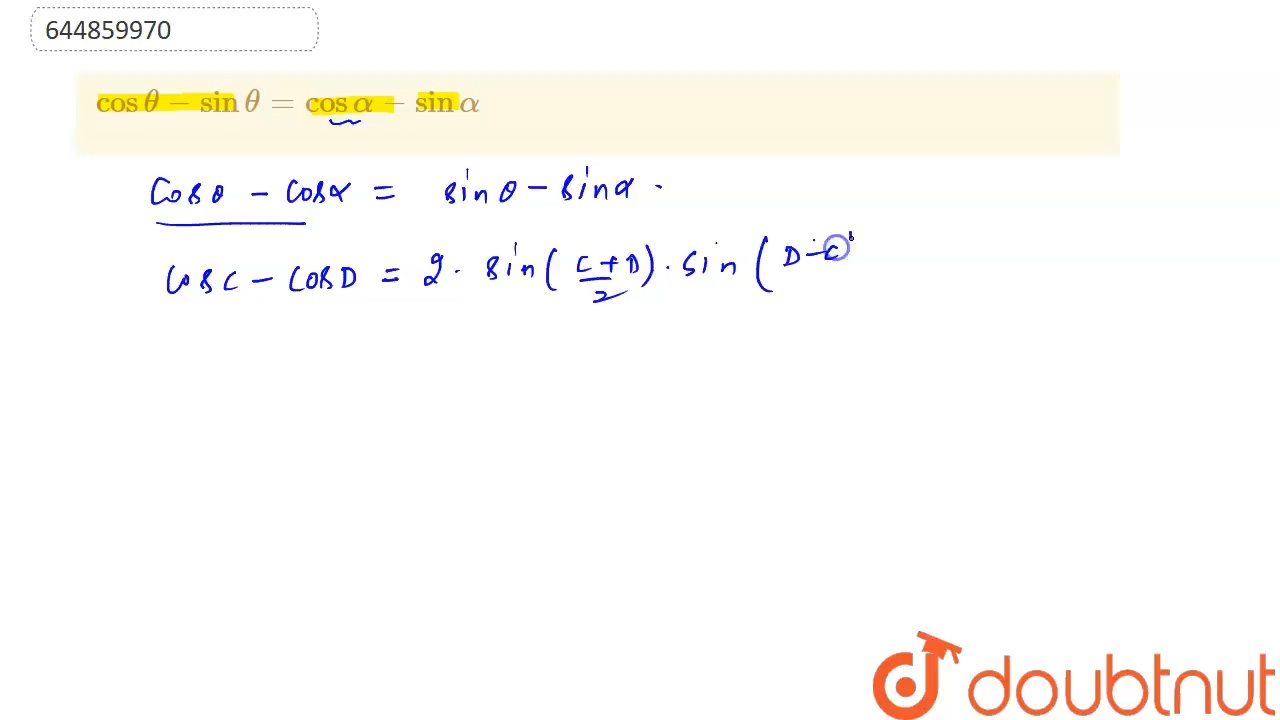 644859970
cos θ − sin θ = cos α − sin α
Cosθ − Cosα = sinθ − sinα .
CosC − CosD = 2 . sin( C+D/2 ) . sin ( D−C
doubtnut